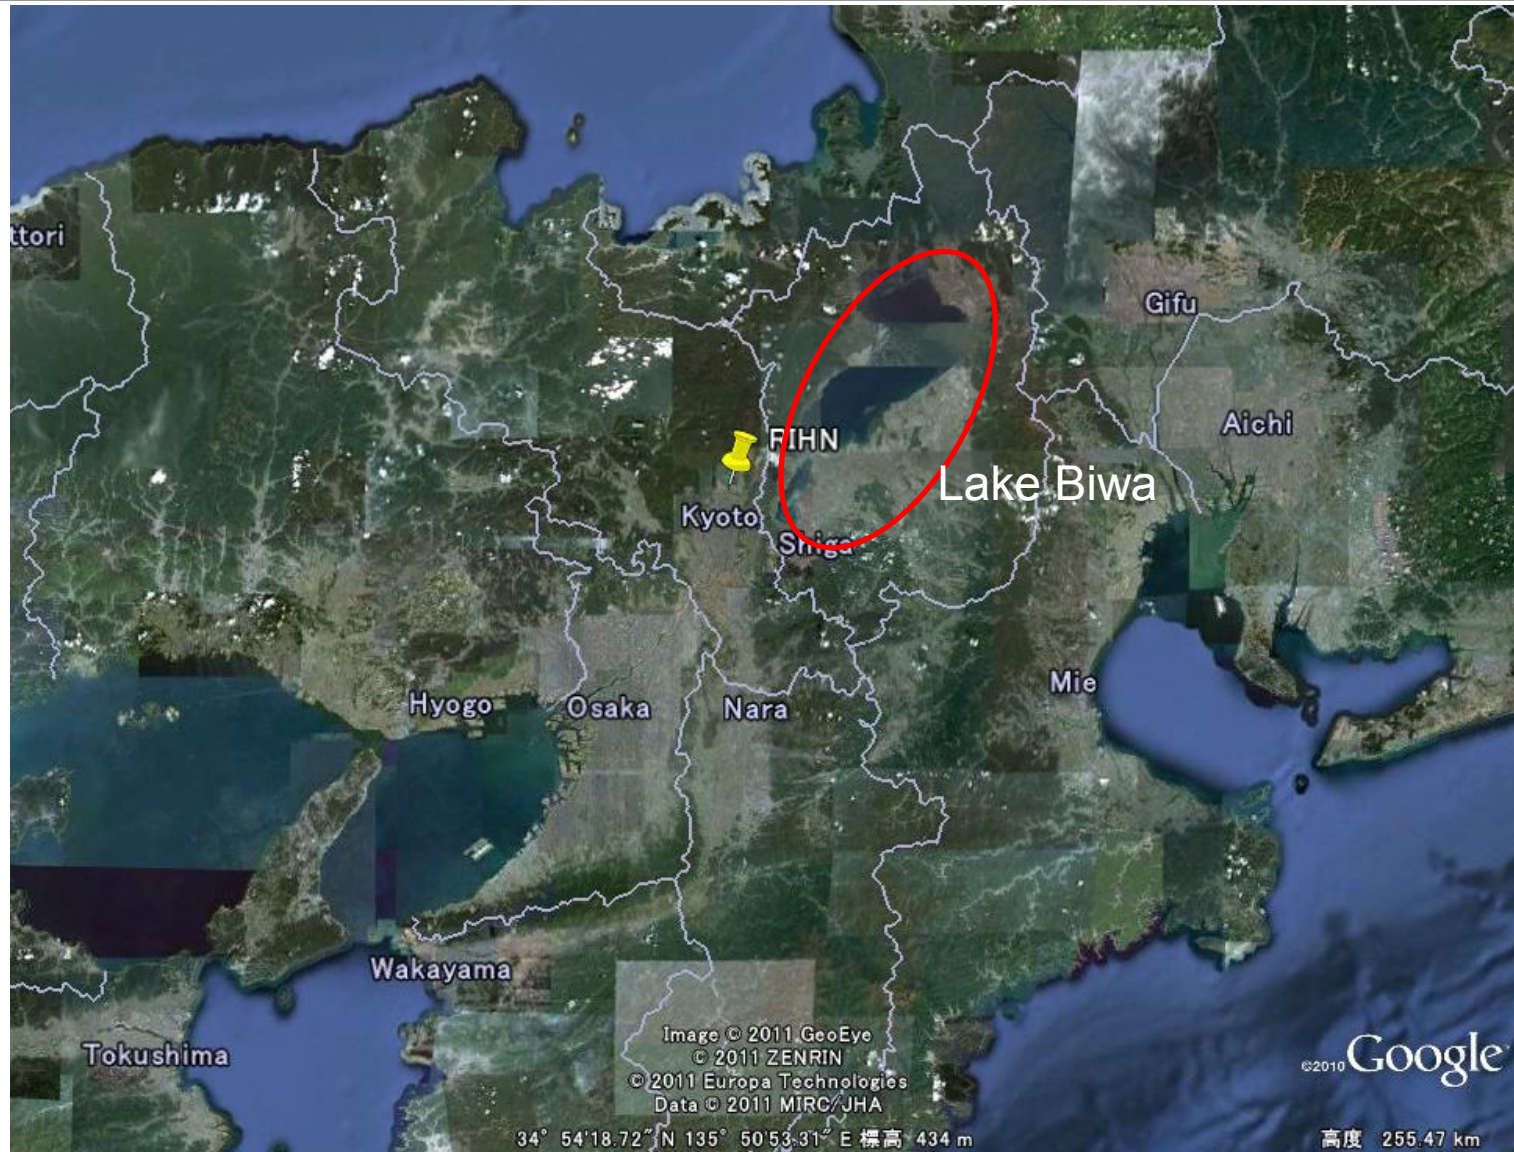 ttori
Gifu
Aichi
RIHN
Lake Biwa
Kyoto
Shiga
Mie
Hyogo
Osaka
Nara
Wakayama
Tokushima
Image © 2011 GeoEye
© 2011 ZENRIN
© 2011 Europa Technologies
Data © 2011 MIRC/JHA
©2010 Google
34° 54'18.72" N 135° 50'53.31" E 標高 434 m
高度 255.47 km